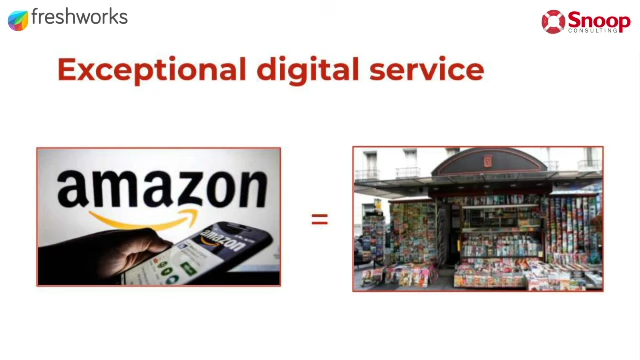 freshworks
Snoop
CONSULTING
Exceptional digital service
amazon
=
amazon